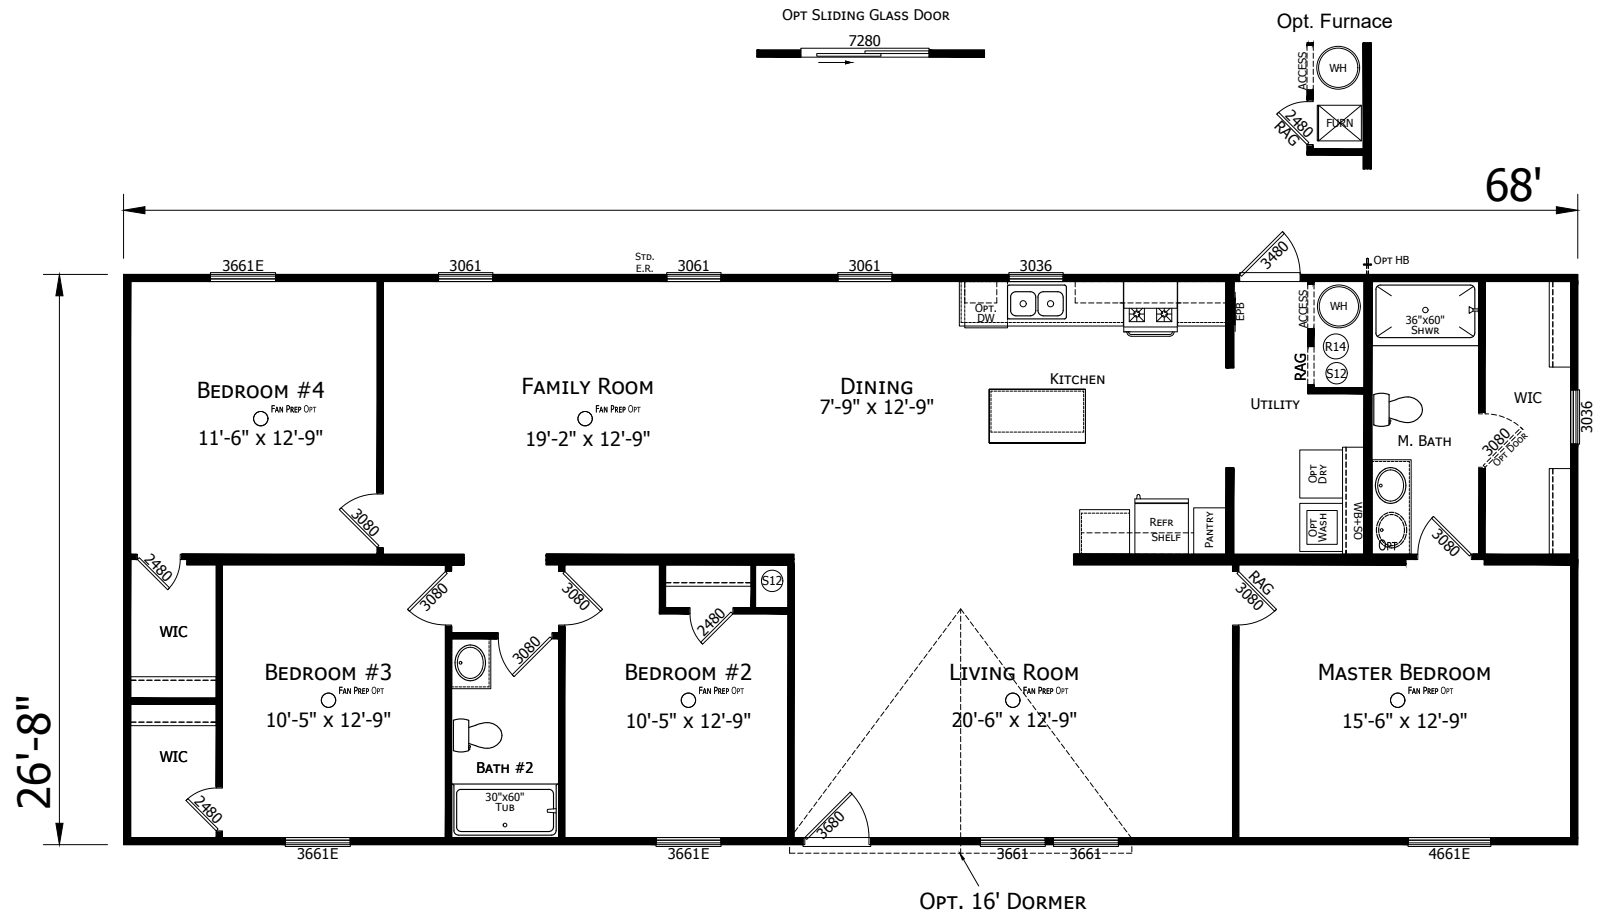 OPT SLIDING GLASS DOOR
7280
Opt. Furnace
ACCESS
WH
2480
RAG
FURN
68'
26'-8"
3661E
3061
STD.
E.R.
3061
3061
3036
3480
OPT HB
BEDROOM #4
FAN PREP OPT
11'-6" x 12'-9"
3080
FAMILY ROOM
FAN PREP OPT
19'-2" x 12'-9"
DINING
7'-9" x 12'-9"
OPT.
DW
KITCHEN
EPB
REFR
SHELF
PANTRY
UTILITY
ACCESS
RAG
WH
R14
S12
OPT
DRY
OPT
WASH
WB+SO
36"x60"
SHWR
M. BATH
OPT
3080
3080
OPT DOOR
WIC
3036
2480
WIC
WIC
2480
BEDROOM #3
FAN PREP OPT
10'-5" x 12'-9"
3080
3080
3080
BATH #2
30"x60"
TUB
S12
2480
BEDROOM #2
FAN PREP OPT
10'-5" x 12'-9"
LIVING ROOM
FAN PREP OPT
20'-6" x 12'-9"
3680
RAG
3080
MASTER BEDROOM
FAN PREP OPT
15'-6" x 12'-9"
3661E
3661E
3661
3661
4661E
OPT. 16' DORMER